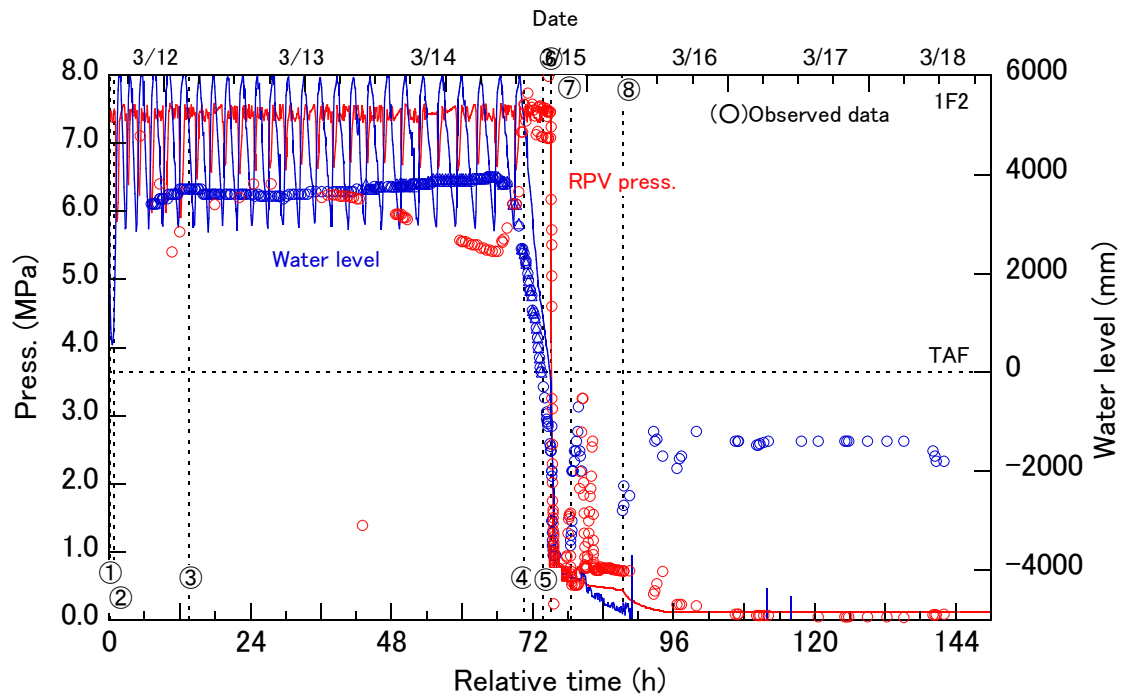 Date
3/12 3/13 3/14 3/15 3/16 3/17 3/18
8.0 ⑥ 6000
⑦ ⑧ (○)Observed data 1F2
7.0
4000
RPV press.
6.0
Water level
5.0 2000
4.0
TAF
0
3.0
2.0 -2000
1.0
-4000
① ② ③ ④ ⑤
0.0
0 24 48 72 96 120 144
Relative time (h)
Press. (MPa)
Water level (mm)